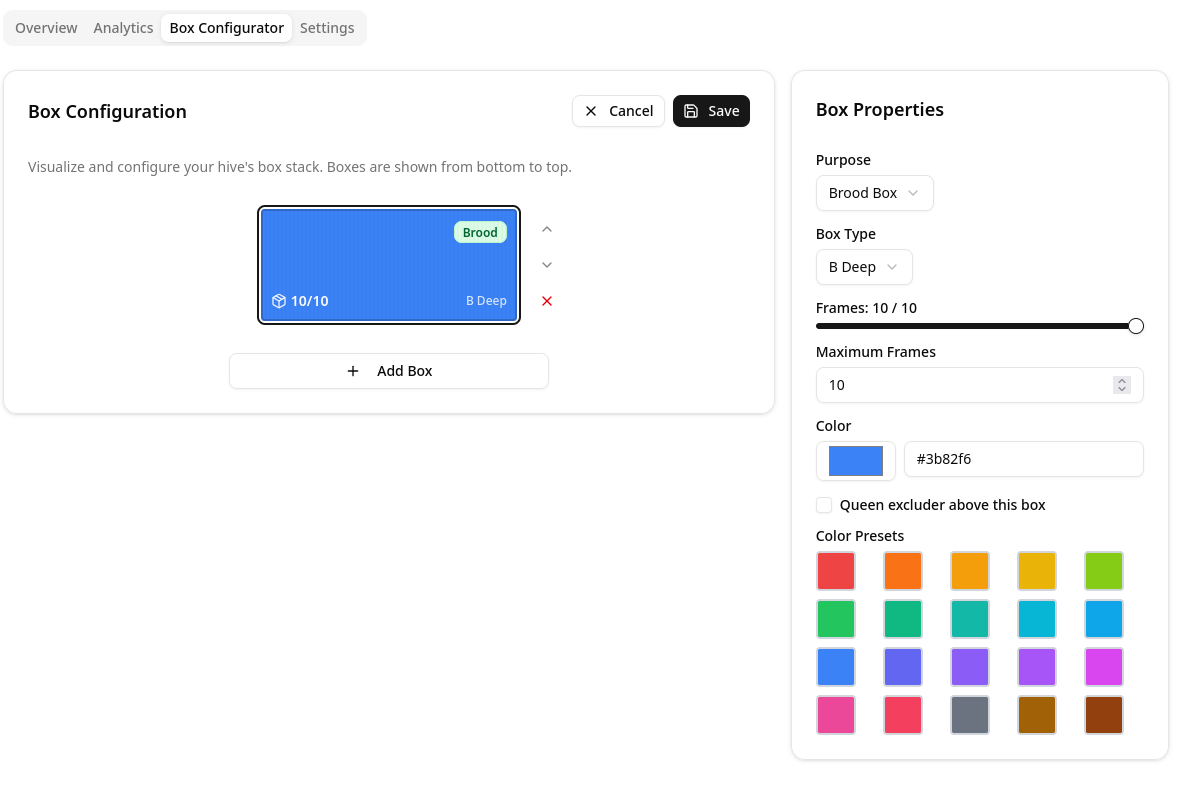 Overview Analytics Box Configurator Settings
Box Configuration
Cancel Save
Visualize and configure your hive's box stack. Boxes are shown from bottom to top.
Brood
10/10 B Deep
Add Box
Box Properties
Purpose
Brood Box
Box Type
B Deep
Frames: 10 / 10
Maximum Frames
10
Color
#3b82f6
Queen excluder above this box
Color Presets